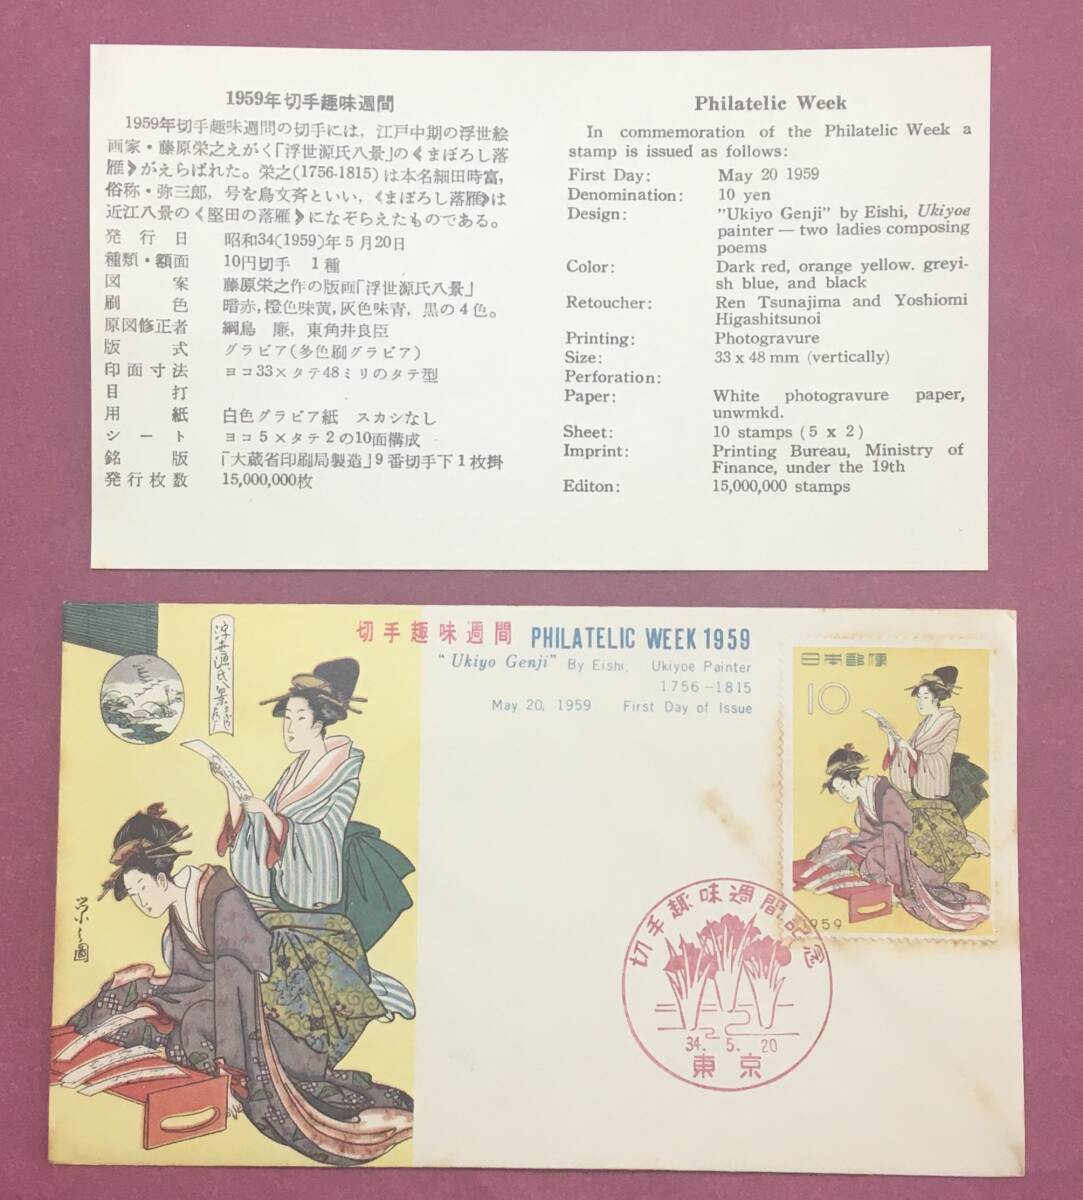 1959年切手趣味週間
1959年切手趣味週間の切手には，江戸中期の浮世絵
画家・藤原栄之えがく「浮世源氏八景」の《まぼろし落
雁》がえらばれた。栄之(1756-1815)は本名細田時富，
俗称・弥三郎，号を鳥文斉といい，《まぼろし落雁》は
近江八景の《堅田の落雁》になぞらえたものである。
発行日 昭和34(1959)年5月20日
種類・額面 10円切手 1種
図案 藤原栄之作の版画「浮世源氏八景」
刷色 暗赤，橙色味黄，灰色味青，黒の4色。
原図修正者 綱島 廉，東角井良臣
版式 グラビア(多色刷グラビア)
印面寸法 ヨコ33×タテ48ミリのタテ型
目打
用紙 白色グラビア紙 スカシなし
シート ヨコ5×タテ2の10面構成
銘版 「大蔵省印刷局製造」9番切手下1枚掛
発行枚数 15,000,000枚
Philatelic Week
In commemoration of the Philatelic Week a
stamp is issued as follows:
First Day: May 20 1959
Denomination: 10 yen
Design: "Ukiyo Genji" by Eishi, Ukiyoe
painter — two ladies composing
poems
Color: Dark red, orange yellow. greyi-
sh blue, and black
Retoucher: Ren Tsunajima and Yoshiomi
Higashitsunoi
Printing: Photogravure
Size: 33 x 48 mm (vertically)
Perforation:
Paper: White photogravure paper,
unwmkd.
Sheet: 10 stamps (5 x 2)
Imprint: Printing Bureau, Ministry of
Finance, under the 19th
Editon: 15,000,000 stamps
切手趣味週間 PHILATELIC WEEK 1959
"Ukiyo Genji" By Eishi, Ukiyoe Painter
1756-1815
May 20, 1959 First Day of Issue
浮世源氏八景
栄之圖
日本郵便
10
1959
切手趣味週間記念
34. 5. 20
東京